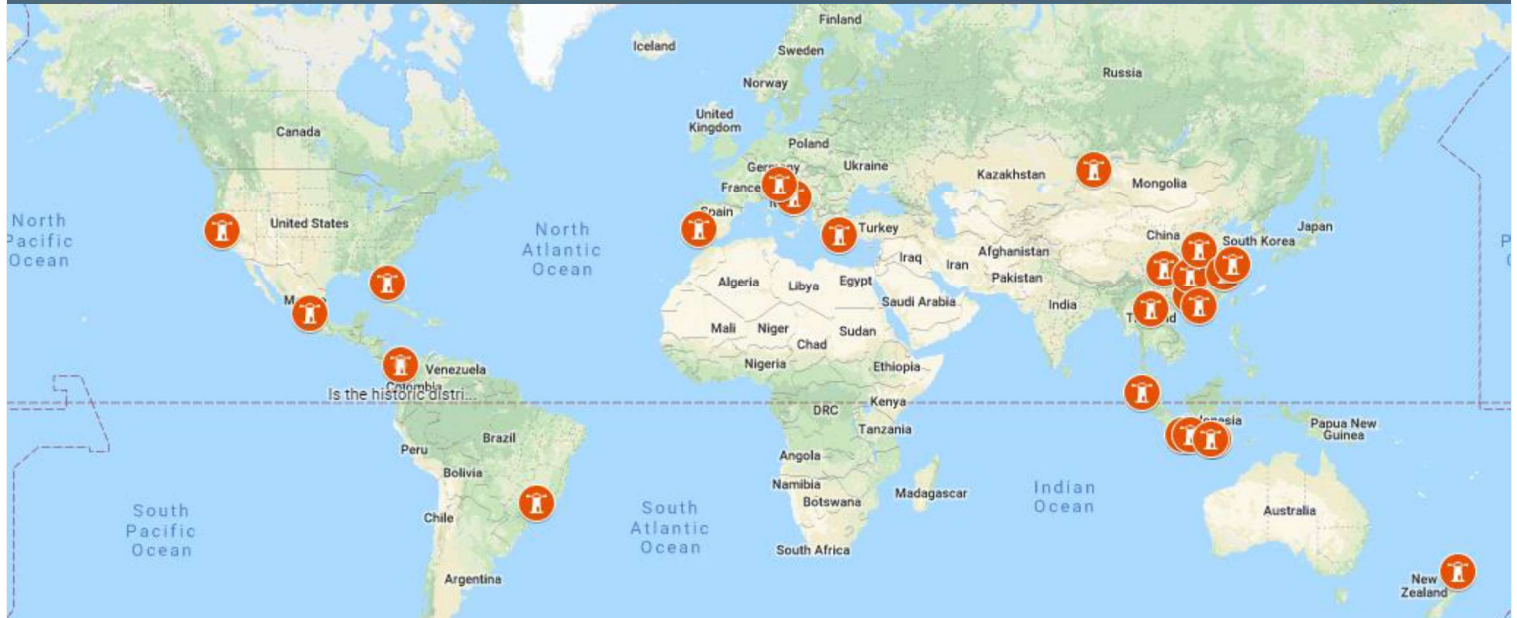 Finland
Iceland
Sweden
Russia
Norway
United
Kingdom
Canada
Poland
Germany
Ukraine
Kazakhstan
Mongolia
France
Spain
North
Pacific
Ocean
United States
North
Atlantic
Ocean
Turkey
China
Japan
South Korea
Afghanistan
Iraq
Iran
Pakistan
Algeria
Libya
Egypt
Saudi Arabia
India
Mali
Niger
Sudan
Chad
Nigeria
Ethiopia
Venezuela
Colombia
Is the historic distri...
DRC
Kenya
Tanzania
Papua New
Guinea
Brazil
Peru
Bolivia
Angola
Namibia
Botswana
Madagascar
Indian
Ocean
South
Pacific
Ocean
South
Atlantic
Ocean
Chile
Australia
South Africa
Argentina
New
Zealand